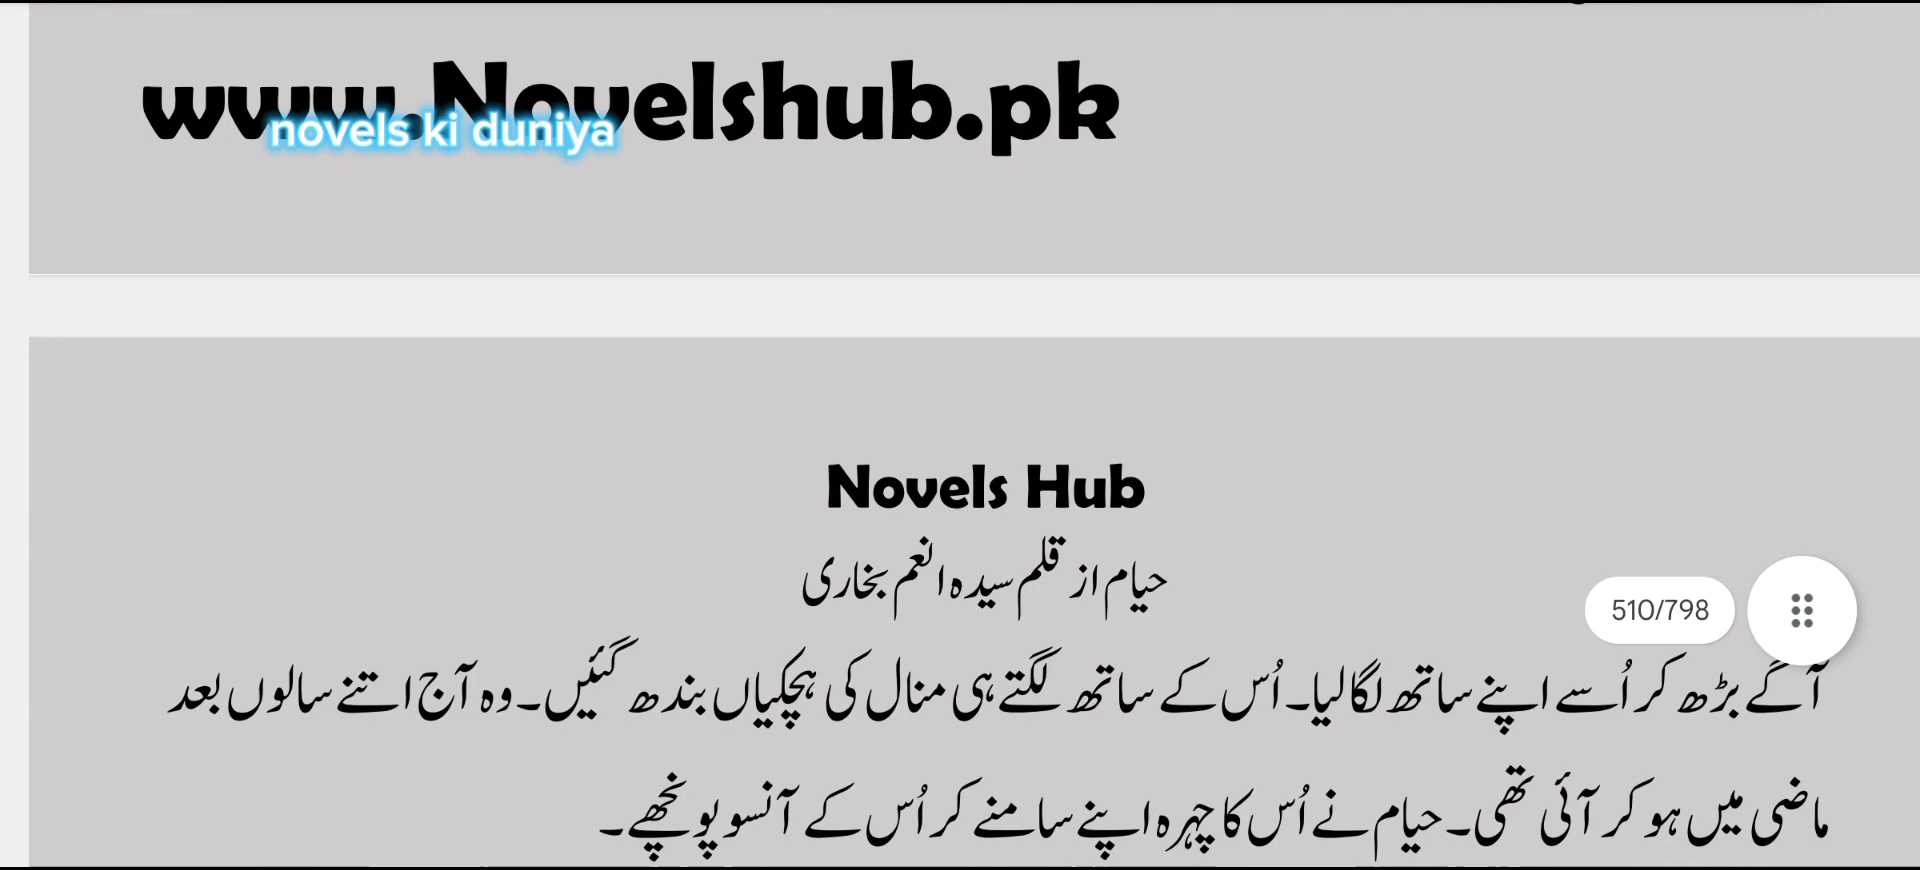 www.Novelshub.pk
novels ki duniya
Novels Hub
حیام از قلم سیدہ انعم بخاری
510/798
آگے بڑھ کر اُسے اپنے ساتھ لگا لیا۔ اُس کے ساتھ لگتے ہی منال کی ہچکیاں بندھ گئیں۔ وہ آج اتنے سالوں بعد
ماضی میں ہو کر آئی تھی۔ حیام نے اُس کا چہرہ اپنے سامنے کر اُس کے آنسو پونچھے۔